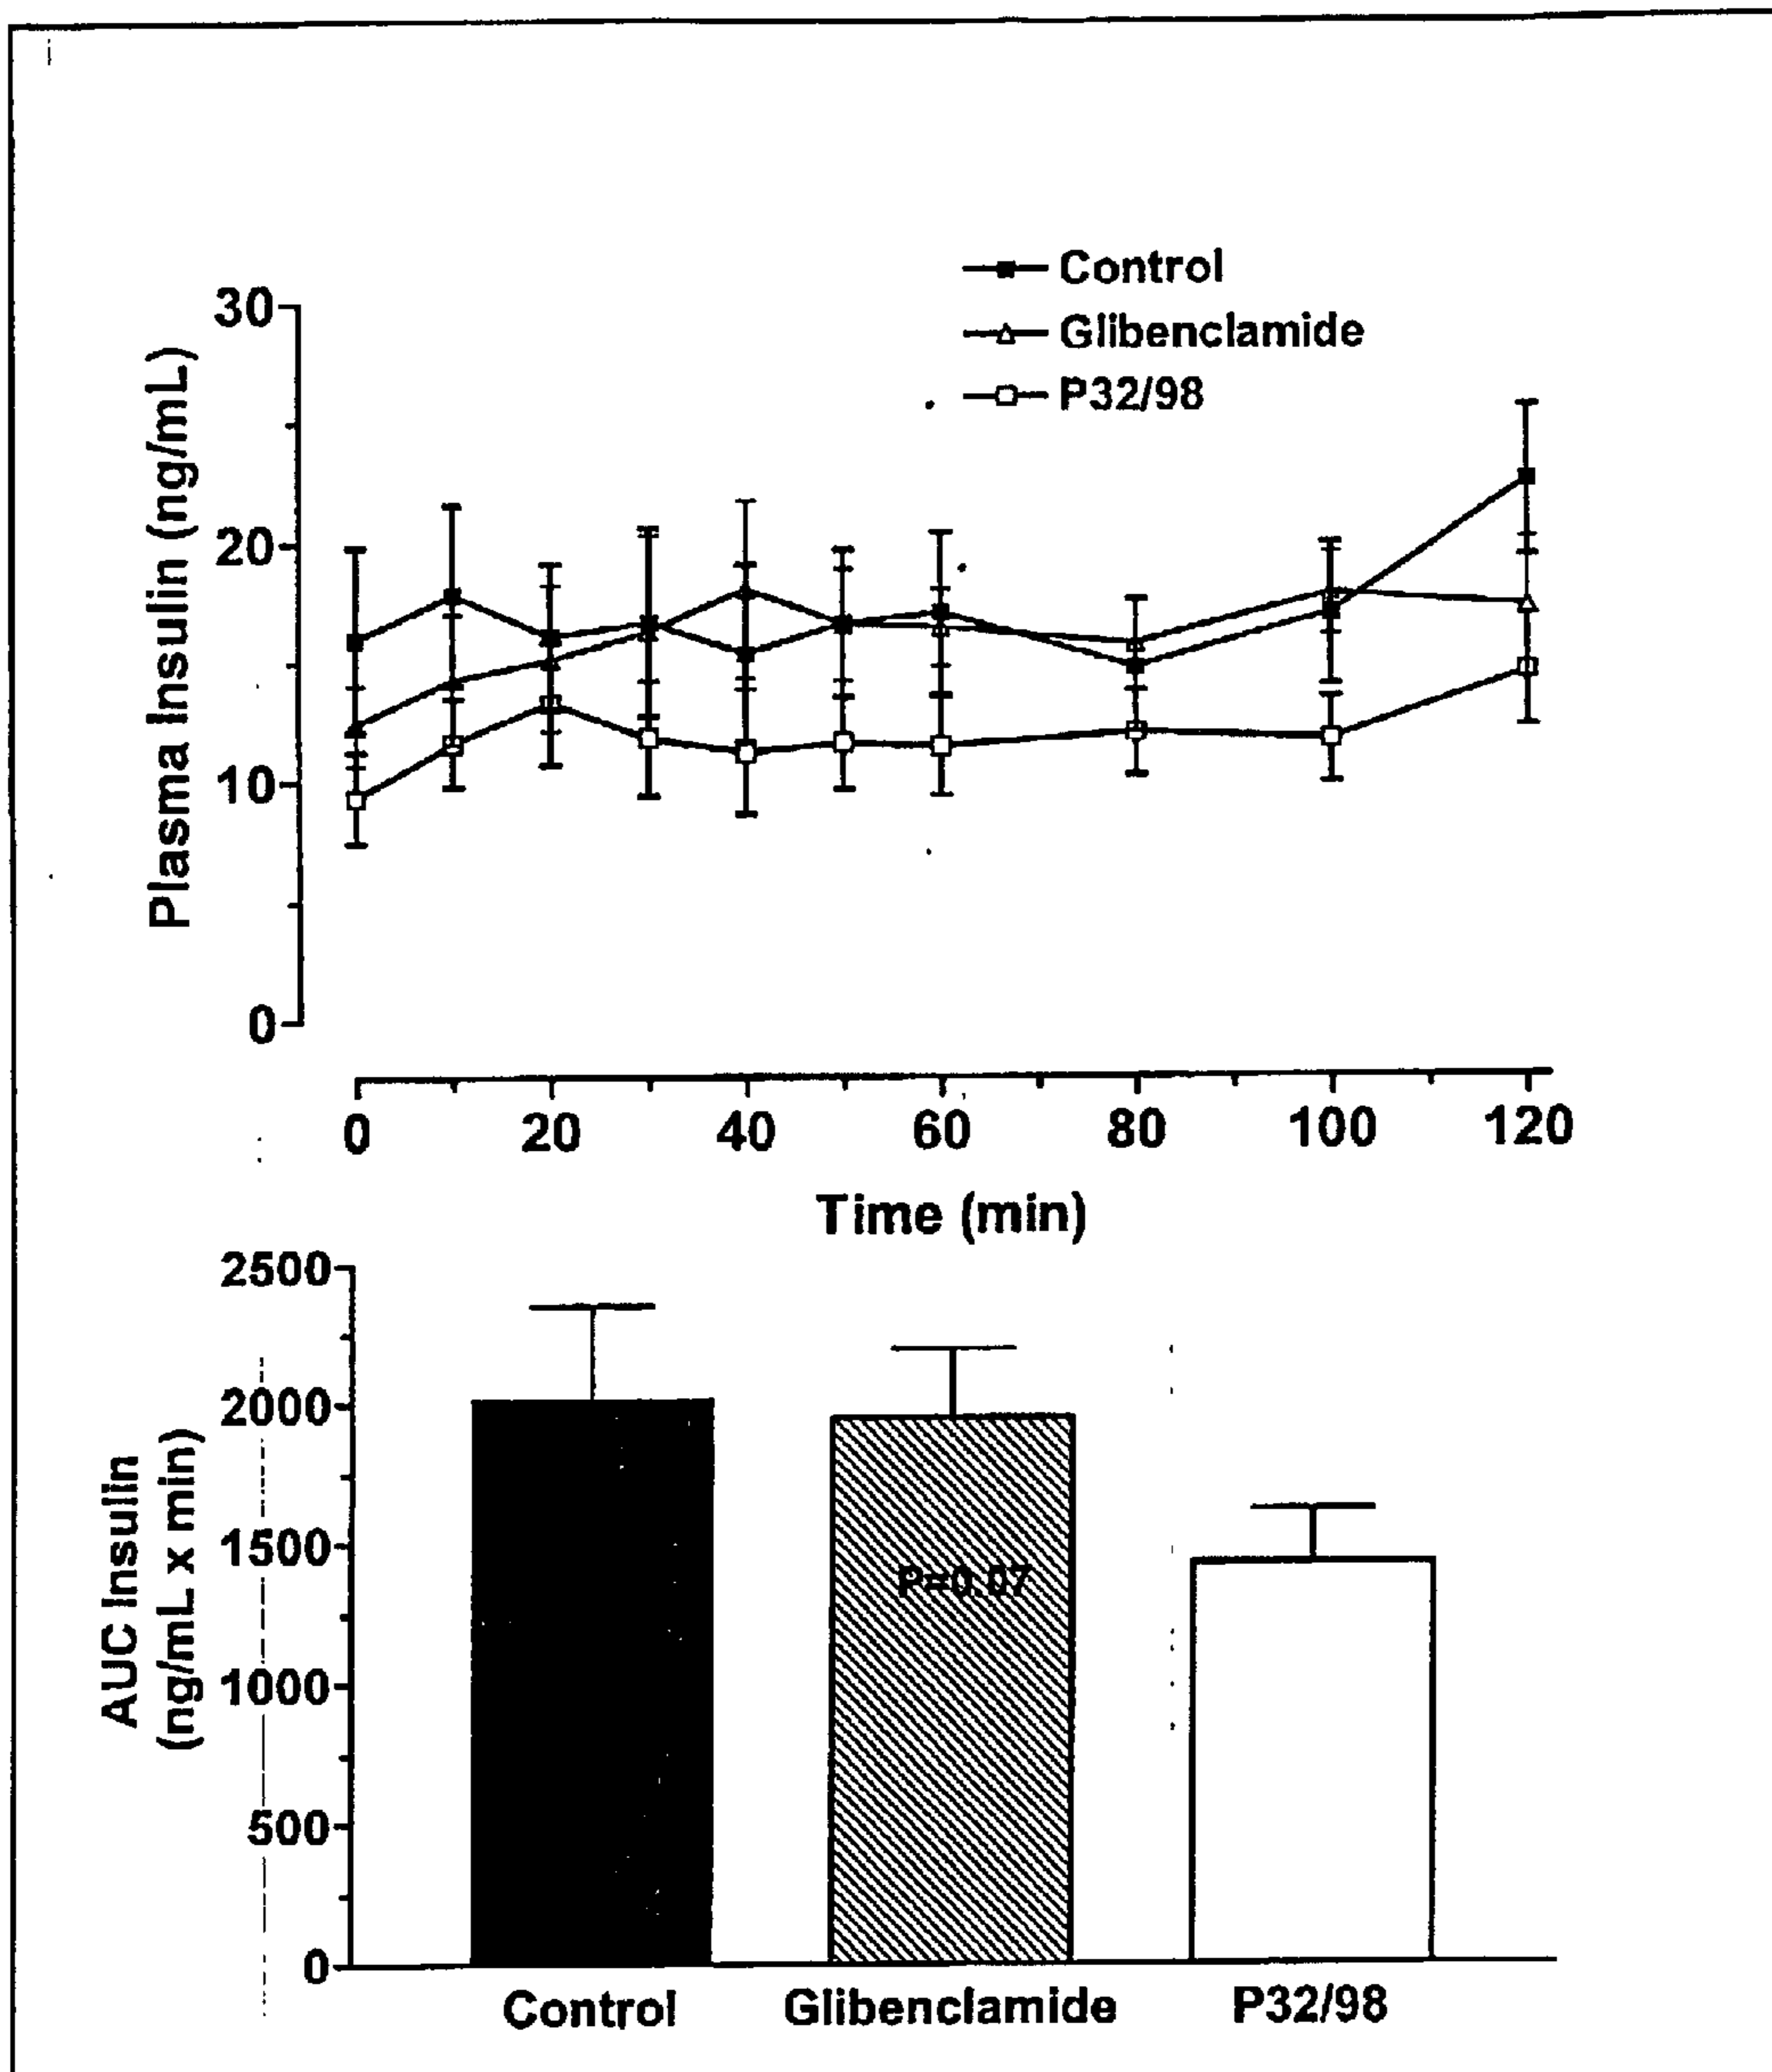 Control
Glibenclamide
P32/98
Plasma Insulin (ng/mL)
30
20
10
0
0 20 40 60 80 100 120
Time (min)
AUC Insulin
(ng/mL x min)
2500
2000
1500
1000
500
0
P=0.07
Control Glibenclamide P32/98